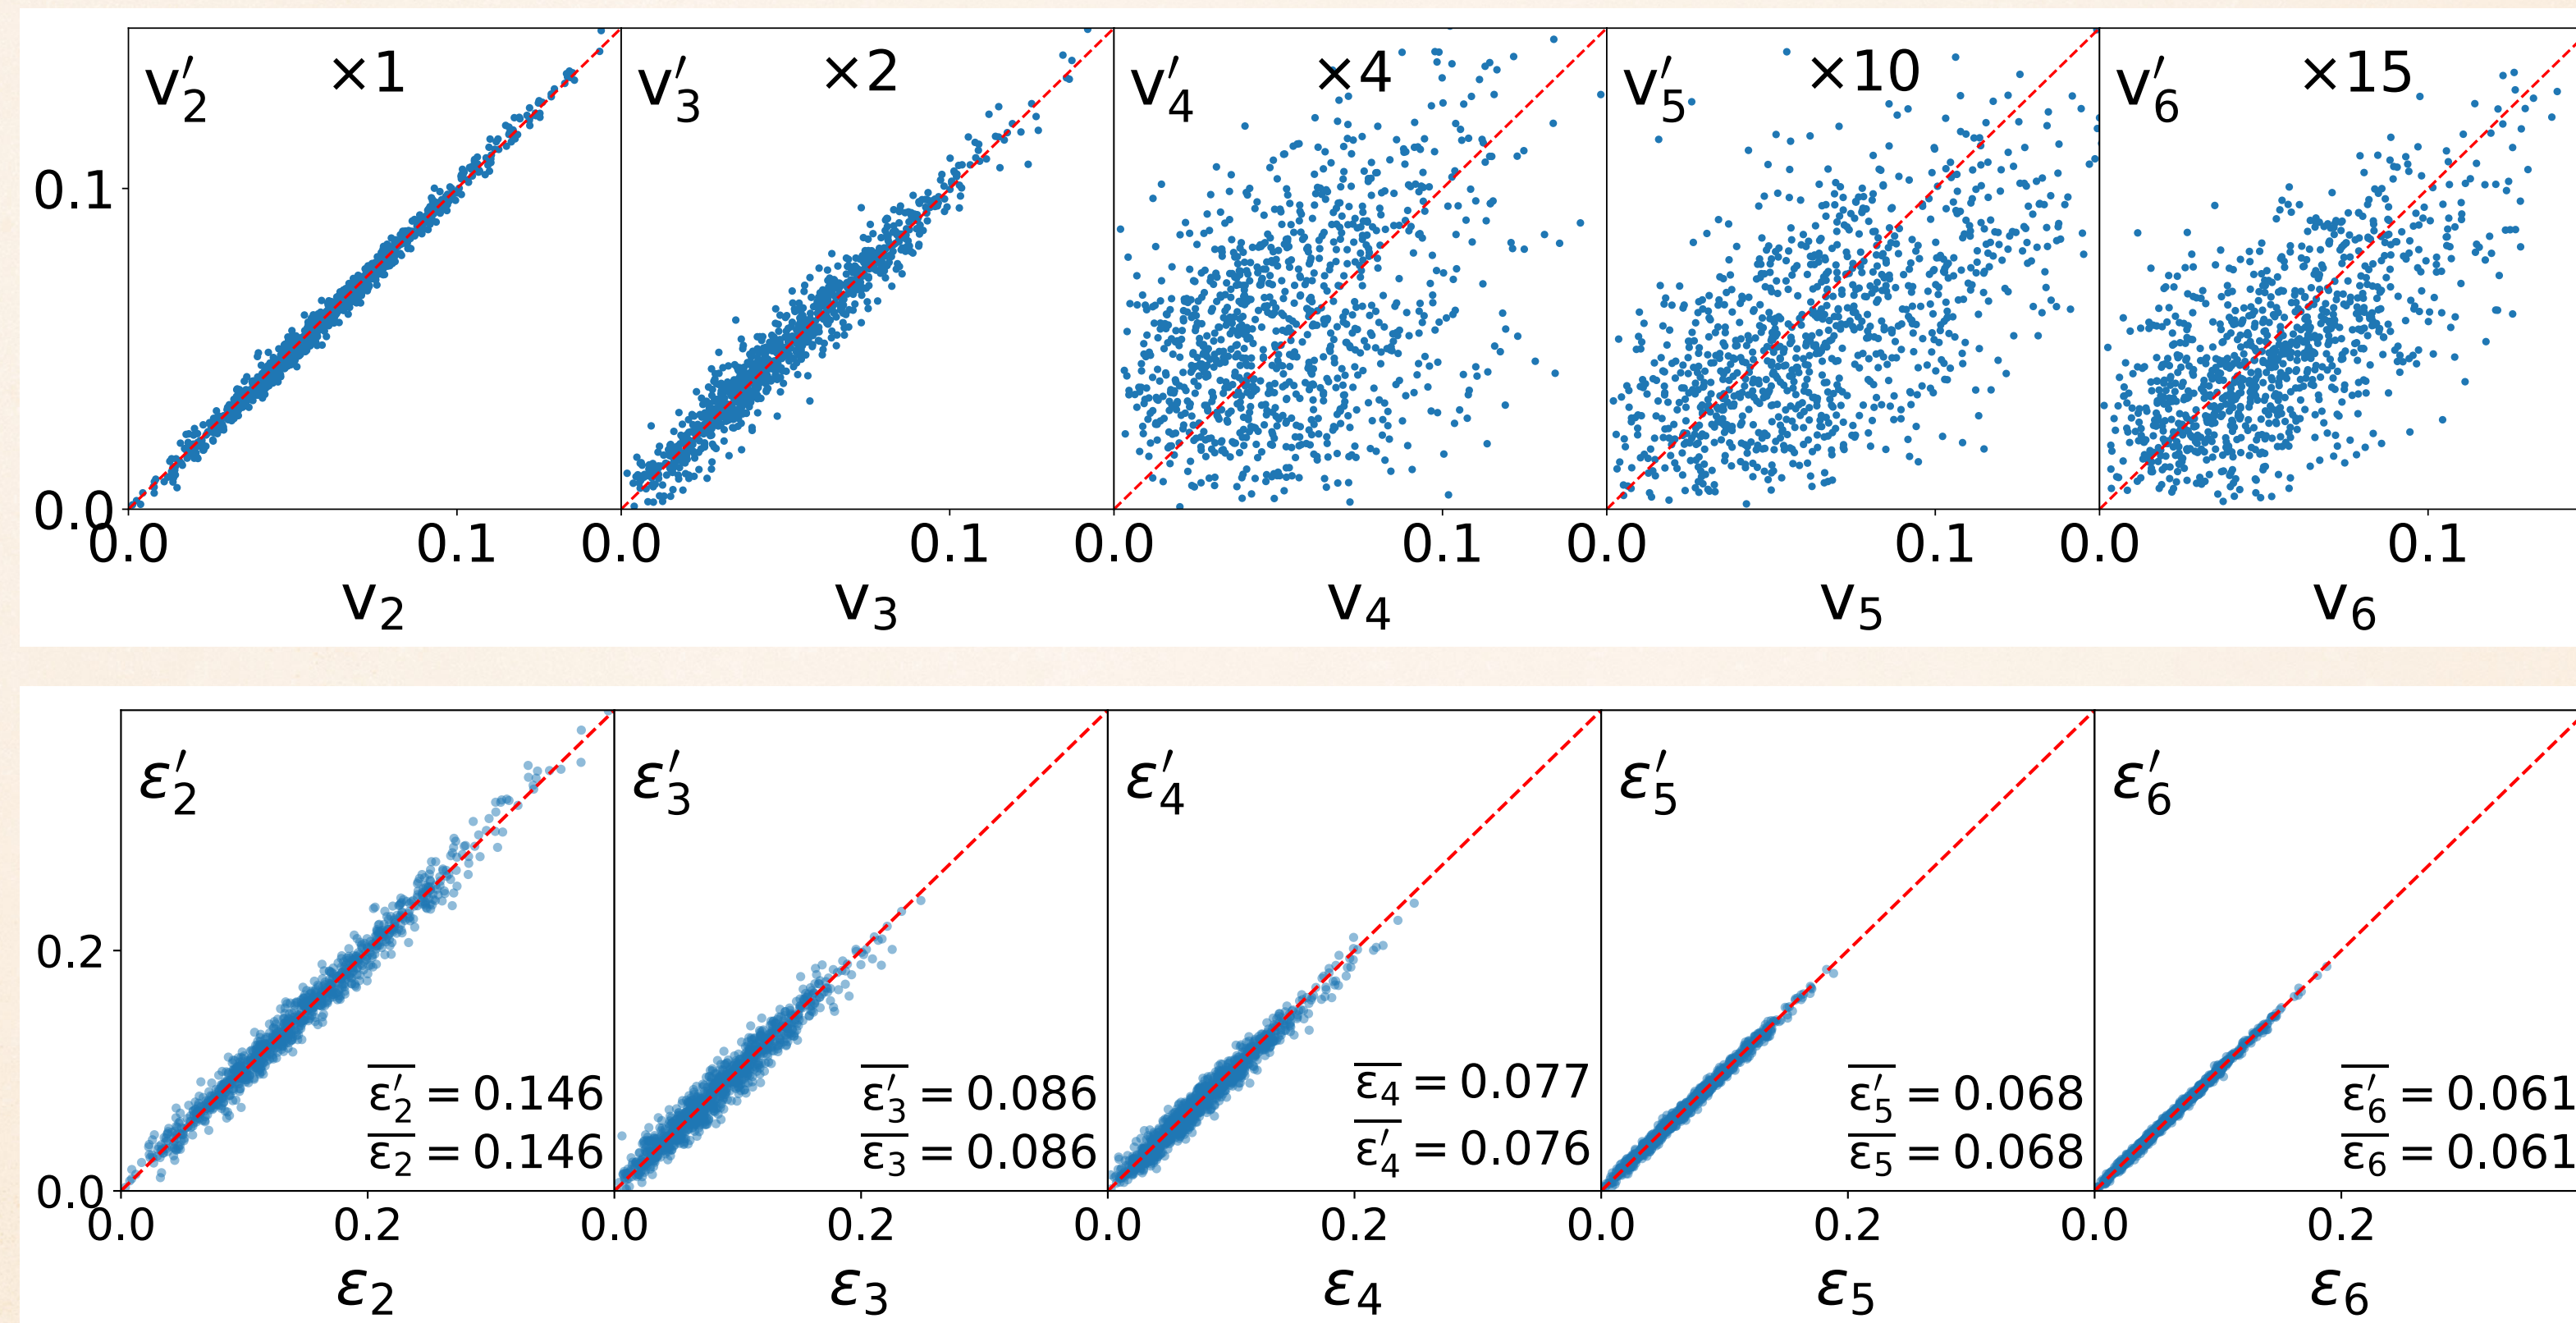 v′2 ×1 v′3 ×2 v′4 ×4 v′5 ×10 v′6 ×15
0.1
0.0
0.0 0.1 0.0 0.1 0.0 0.1 0.0 0.1 0.0 0.1
v2 v3 v4 v5 v6
ε′2 ε′3 ε′4 ε′5 ε′6
0.2
ε′2 = 0.146 ε′3 = 0.086 ε4 = 0.077 ε′5 = 0.068 ε′6 = 0.061
ε2 = 0.146 ε3 = 0.086 ε′4 = 0.076 ε5 = 0.068 ε6 = 0.061
0.0
0.0 0.2 0.0 0.2 0.0 0.2 0.0 0.2 0.0 0.2
ε2 ε3 ε4 ε5 ε6